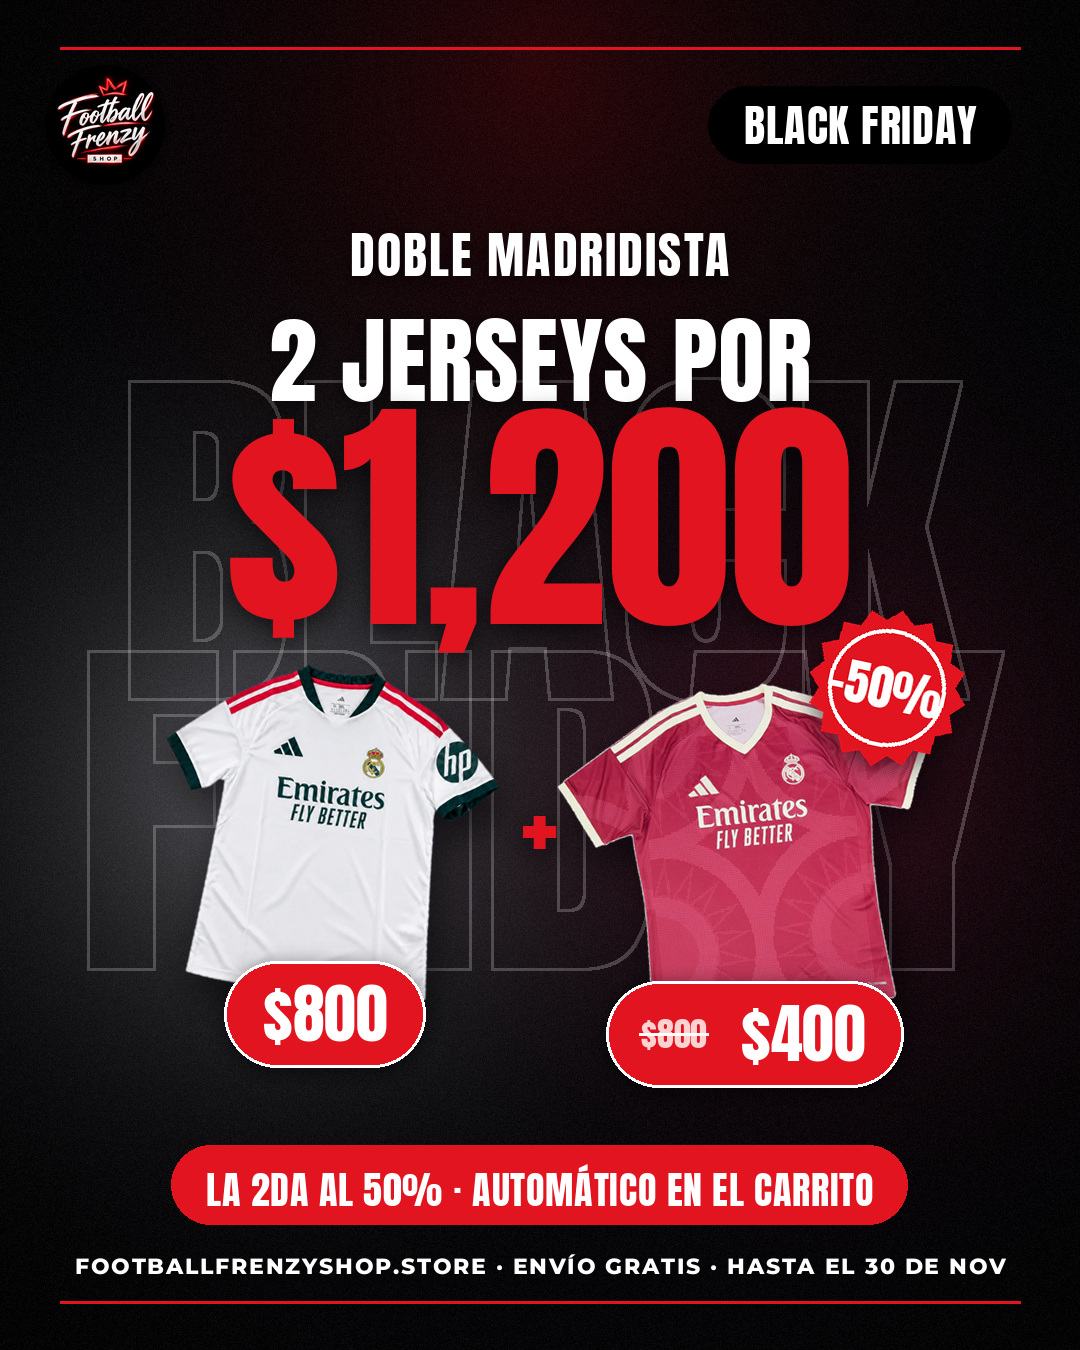 Football
Frenzy
SHOP
BLACK FRIDAY
DOBLE MADRIDISTA
2 JERSEYS POR
$1,200
BLACK
FRIDAY
-50%
hp
Emirates
FLY BETTER
Emirates
FLY BETTER
+
$800
$800 $400
LA 2DA AL 50% · AUTOMÁTICO EN EL CARRITO
FOOTBALLFRENZYSHOP.STORE · ENVÍO GRATIS · HASTA EL 30 DE NOV